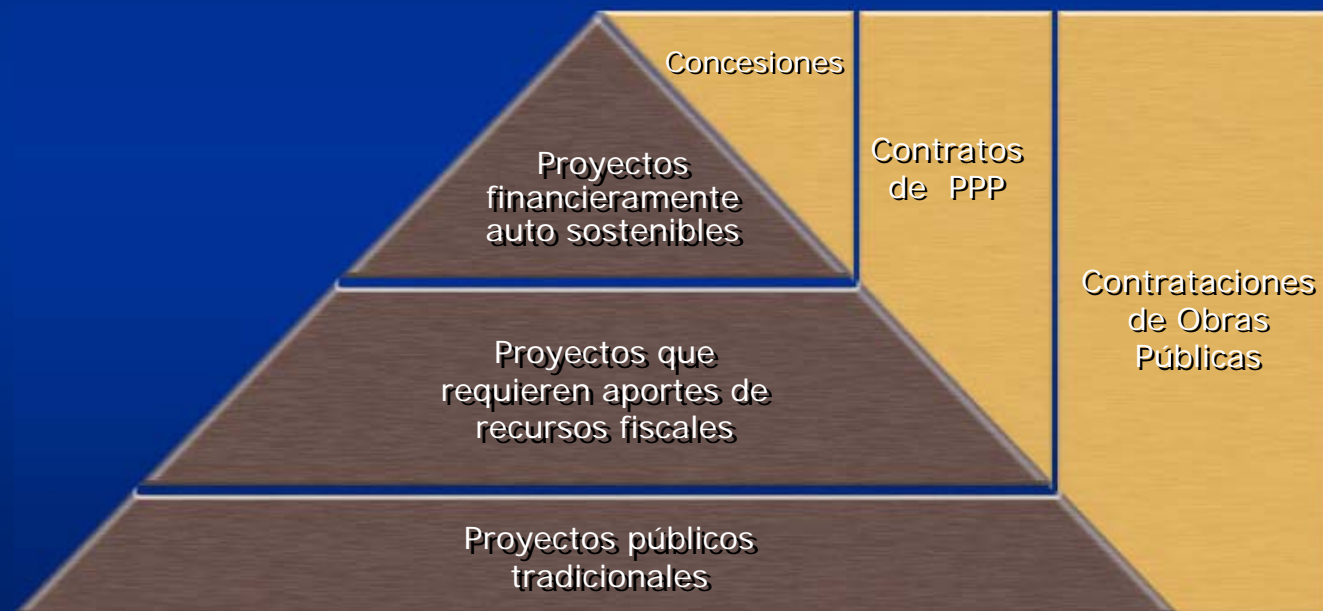 Concesiones
Proyectos
financieramente
auto sostenibles
Contratos
de PPP
Contrataciones
de Obras
Públicas
Proyectos que
requieren aportes de
recursos fiscales
Proyectos públicos
tradicionales